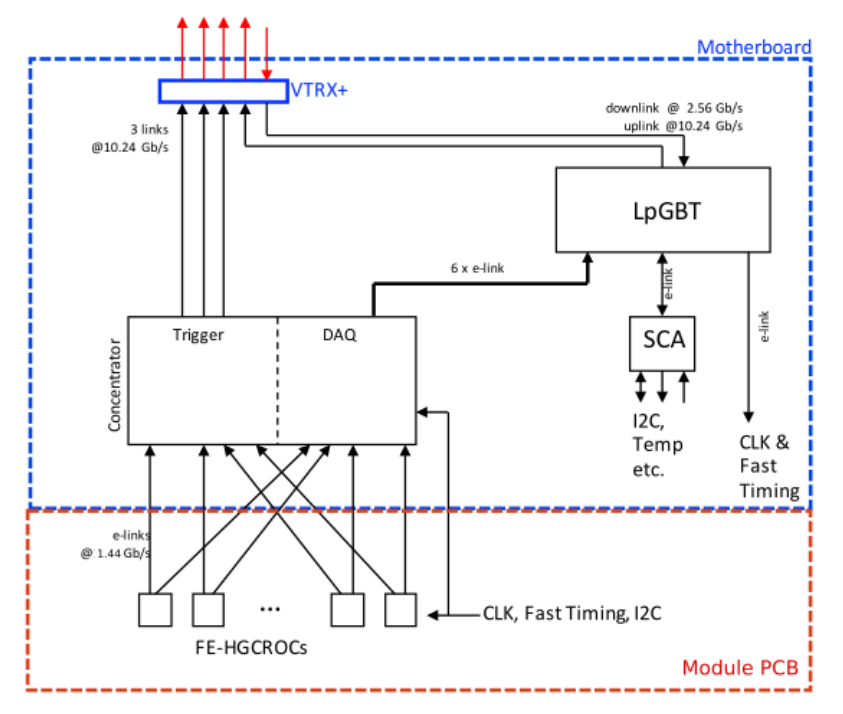 Motherboard
VTRX+
downlink @ 2.56 Gb/s
uplink @10.24 Gb/s
3 links
@10.24 Gb/s
LpGBT
6 x e-link
e-link
e-link
Concentrator
Trigger
DAQ
SCA
I2C,
Temp
etc.
CLK &
Fast
Timing
e-links
@ 1.44 Gb/s
...
CLK, Fast Timing, I2C
FE-HGCROCs
Module PCB